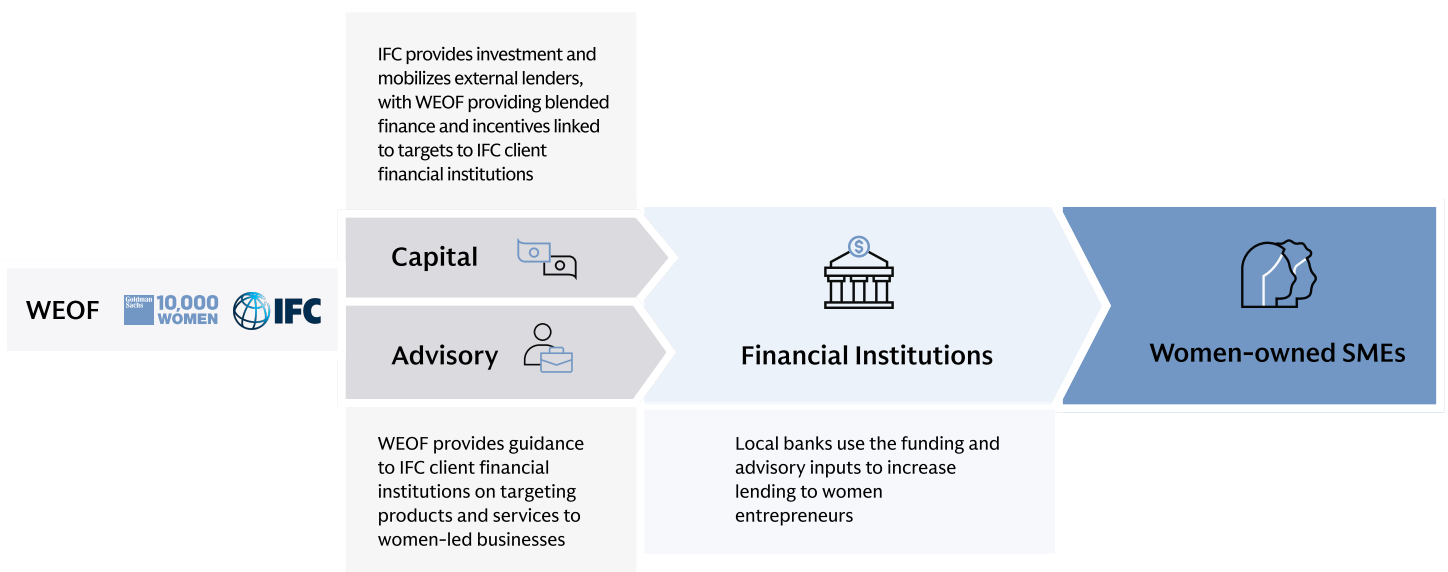 IFC provides investment and
mobilizes external lenders,
with WEOF providing blended
finance and incentives linked
to targets to IFC client
financial institutions
WEOF
Goldman
Sachs
10,000
WOMEN
IFC
Capital
Advisory
$
Financial Institutions
Women-owned SMEs
WEOF provides guidance
to IFC client financial
institutions on targeting
products and services to
women-led businesses
Local banks use the funding and
advisory inputs to increase
lending to women
entrepreneurs